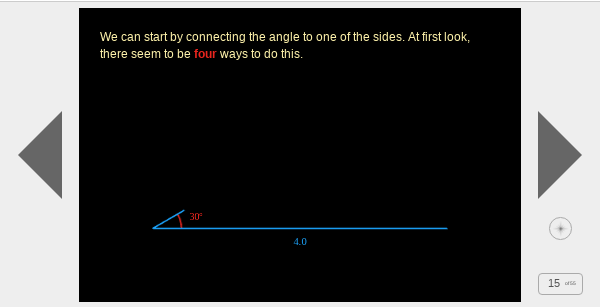 We can start by connecting the angle to one of the sides. At first look,
there seem to be four ways to do this.
30°
4.0
15 of 55